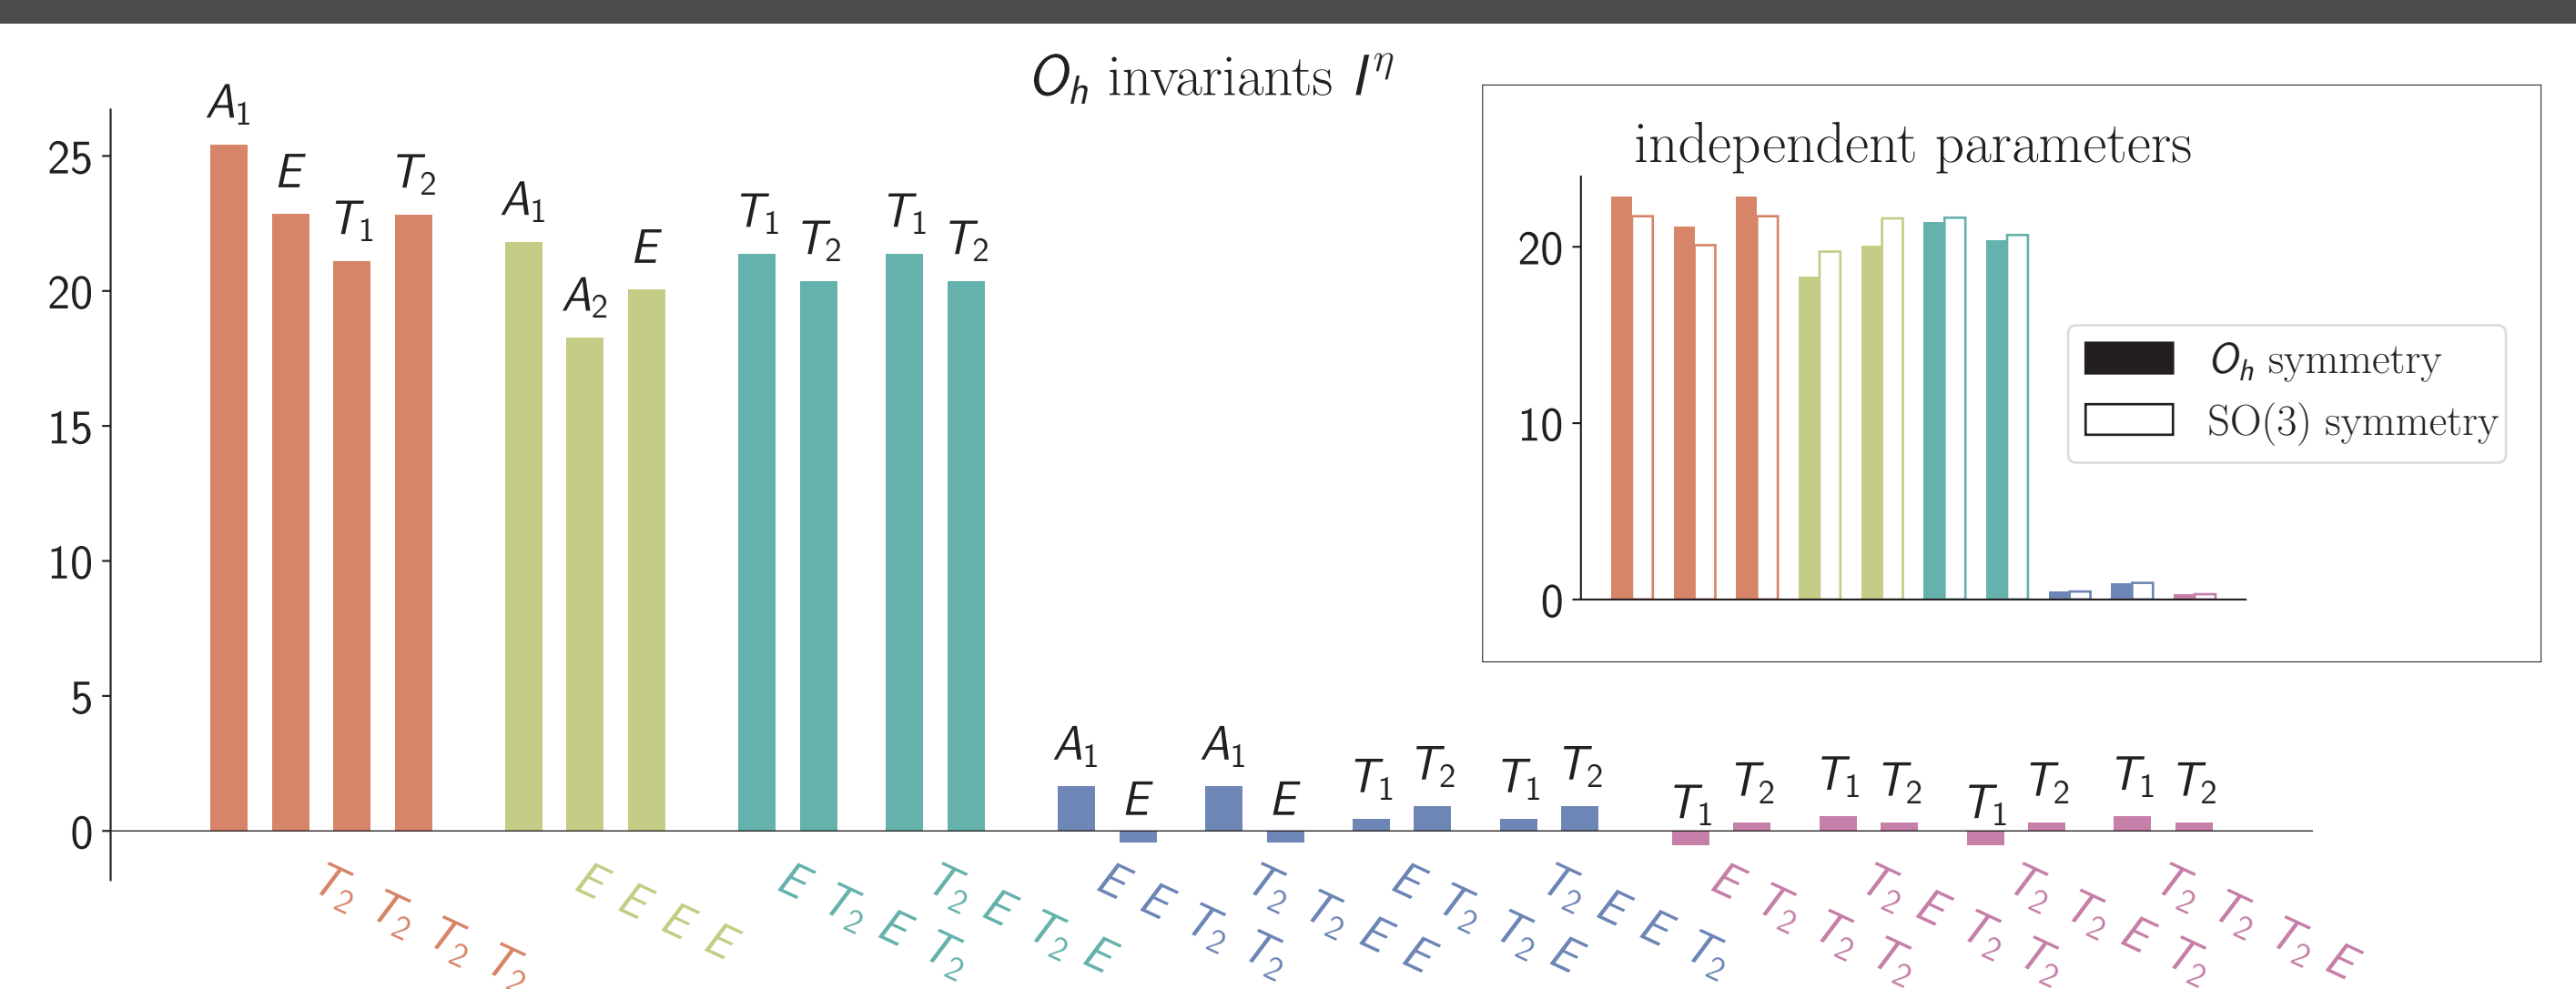 O_h invariants I^η
25
20
15
10
5
0
A₁ E T₁ T₂
A₁ A₂ E
T₁ T₂ T₁ T₂
A₁ E A₁ E T₁ T₂ T₁ T₂
T₁ T₂ T₁ T₂ T₁ T₂ T₁ T₂
T₂ T₂ T₂ T₂
E E E E
E T₂ E T₂
T₂ E T₂ E
E E T₂ T₂
T₂ T₂ E E
E T₂ T₂ E
T₂ E E T₂
E T₂ T₂ T₂
T₂ E T₂ T₂
T₂ T₂ E T₂
T₂ T₂ T₂ E
independent parameters
20
10
0
O_h symmetry
SO(3) symmetry